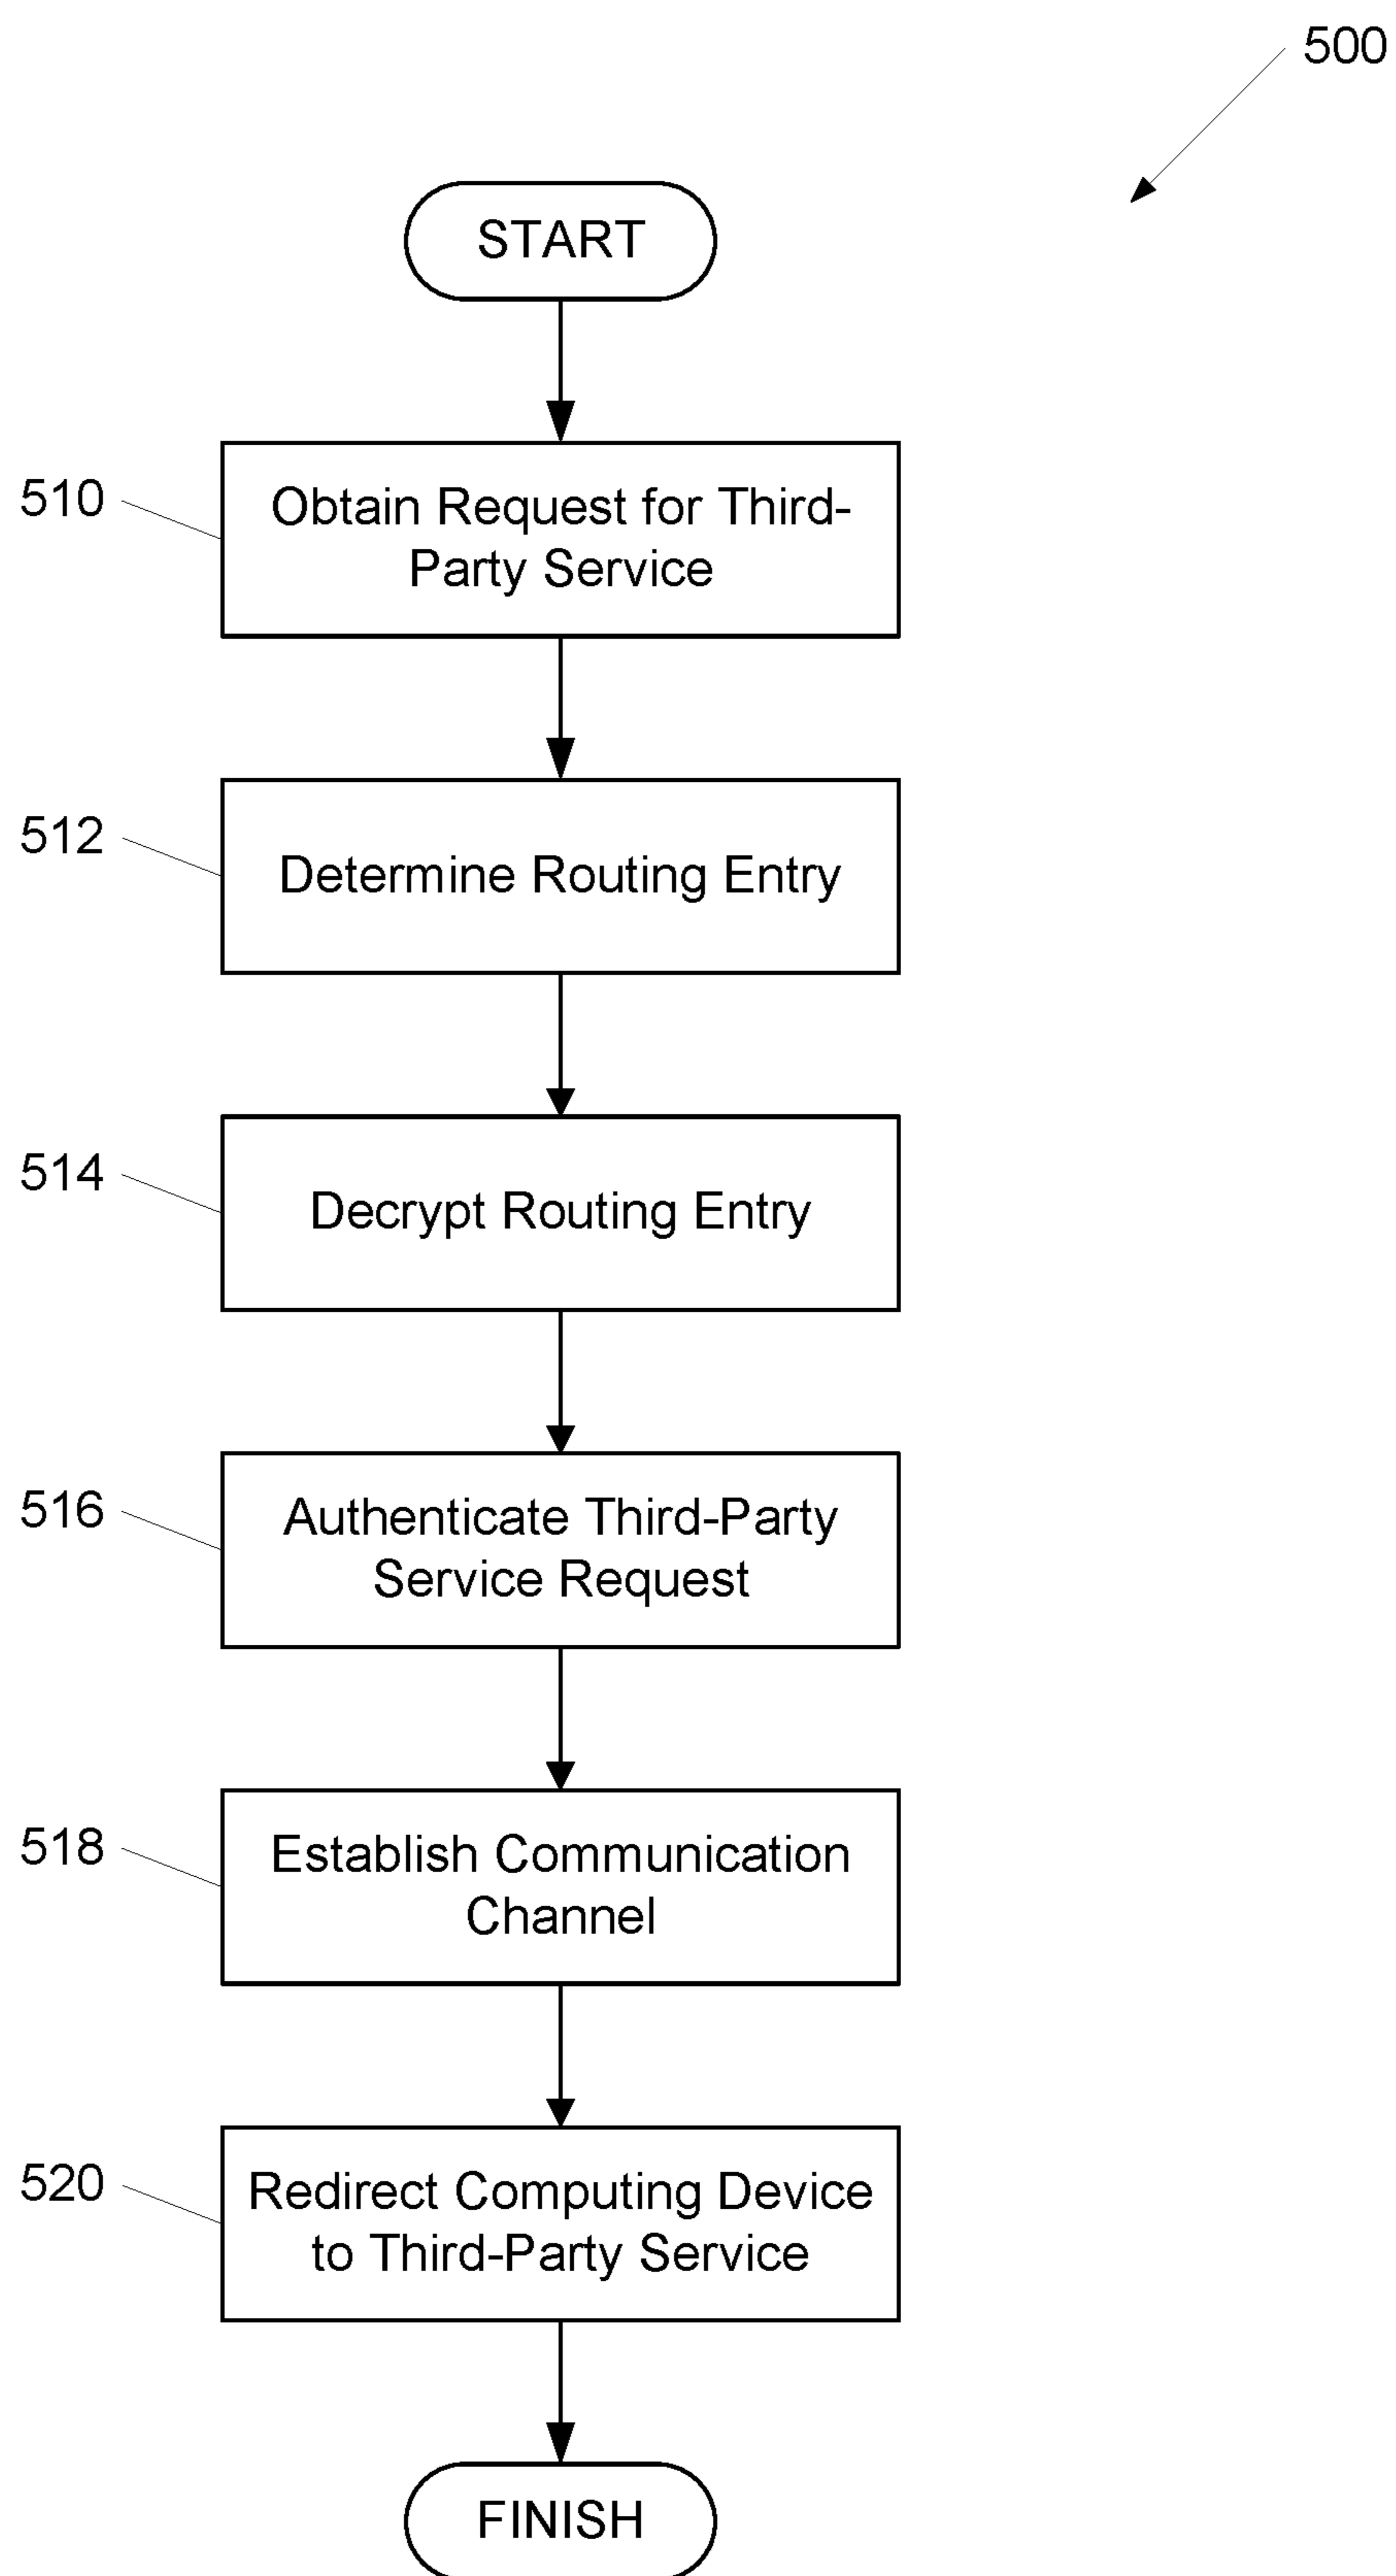 500
START
510
Obtain Request for Third-
Party Service
512
Determine Routing Entry
514
Decrypt Routing Entry
516
Authenticate Third-Party
Service Request
518
Establish Communication
Channel
520
Redirect Computing Device
to Third-Party Service
FINISH